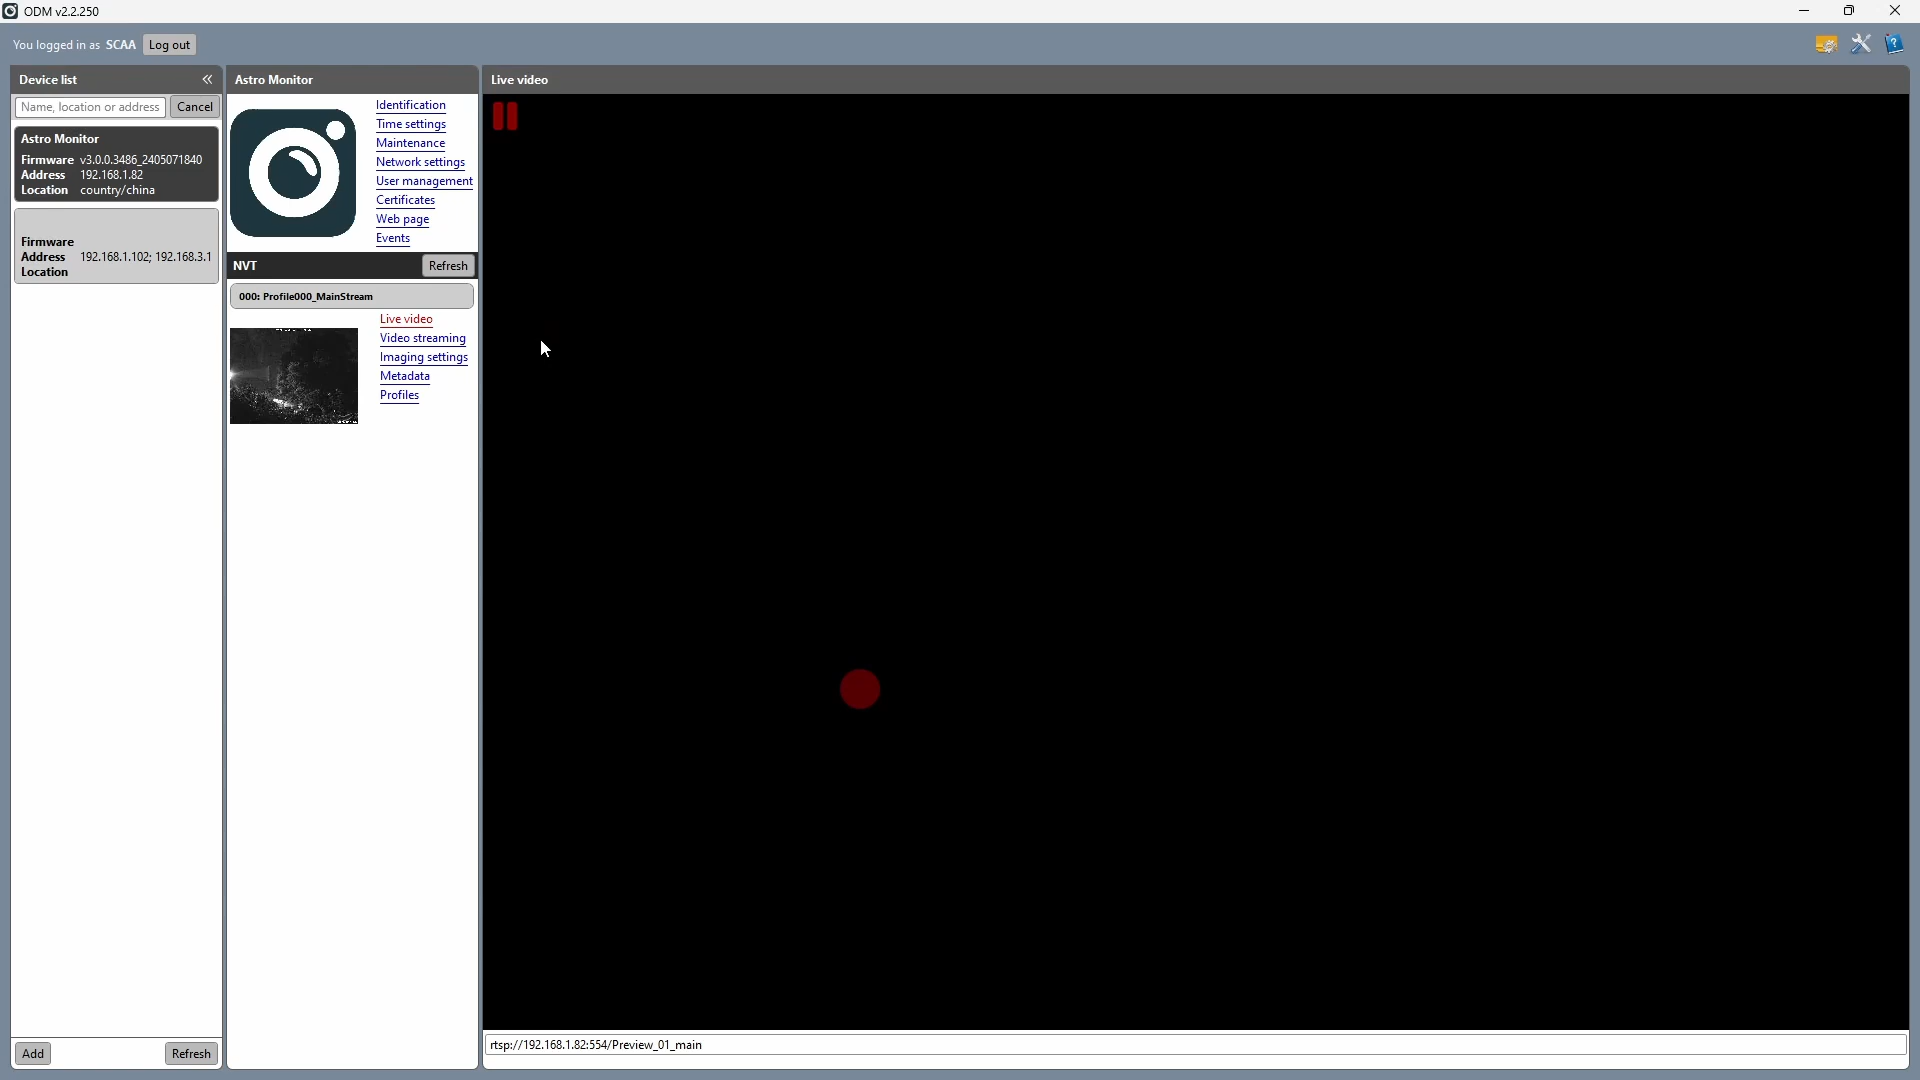 ODM v2.2.250
You logged in as SCAA Log out
Device list
Name, location or address Cancel
Astro Monitor
Firmware v3.0.0.3486_2405071840
Address 192.168.1.82
Location country/china
Firmware
Address 192.168.1.102; 192.168.3.1
Location
Add Refresh
Astro Monitor
Identification
Time settings
Maintenance
Network settings
User management
Certificates
Web page
Events
NVT Refresh
000: Profile000_MainStream
Live video
Video streaming
Imaging settings
Metadata
Profiles
Live video
rtsp://192.168.1.82:554/Preview_01_main